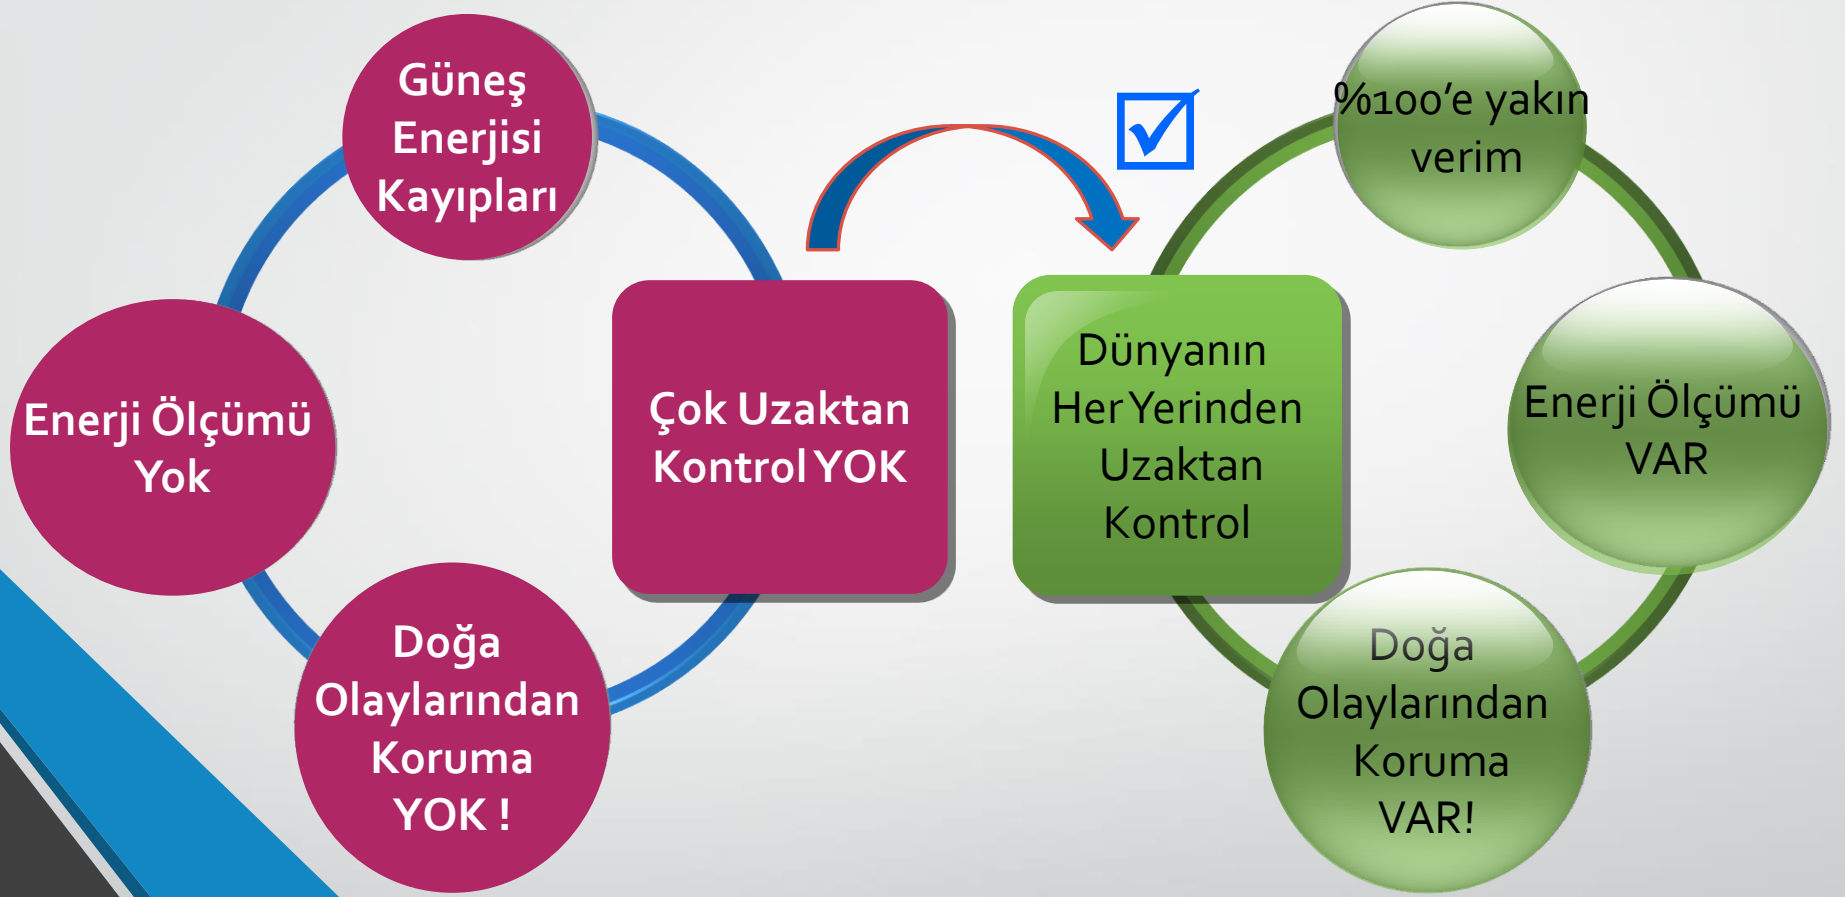 Güneş
Enerjisi
Kayıpları
Enerji Ölçümü
Yok
Çok Uzaktan
Kontrol YOK
Doğa
Olaylarından
Koruma
YOK !
%100'e yakın
verim
Dünyanın
Her Yerinden
Uzaktan
Kontrol
Enerji Ölçümü
VAR
Doğa
Olaylarından
Koruma
VAR!